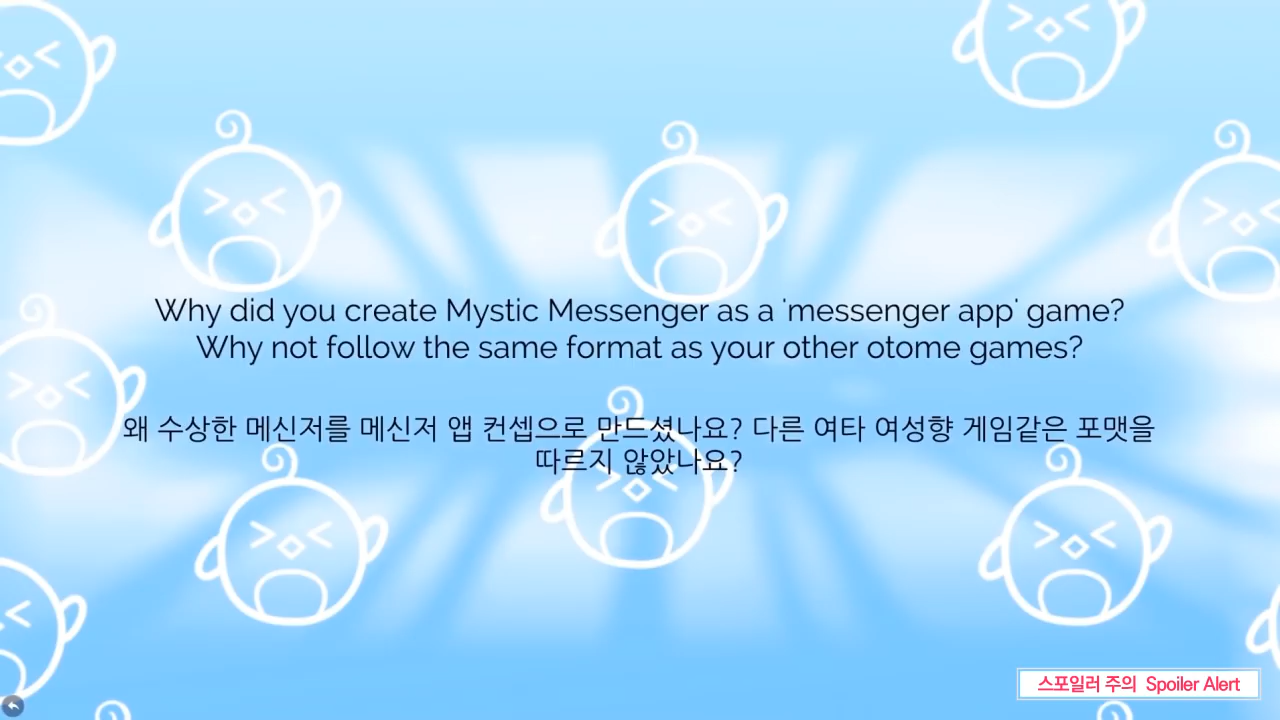 Why did you create Mystic Messenger as a 'messenger app' game?
Why not follow the same format as your other otome games?
왜 수상한 메신저를 메신저 앱 컨셉으로 만드셨나요? 다른 여타 여성향 게임같은 포맷을
따르지 않았나요?
스포일러 주의 Spoiler Alert